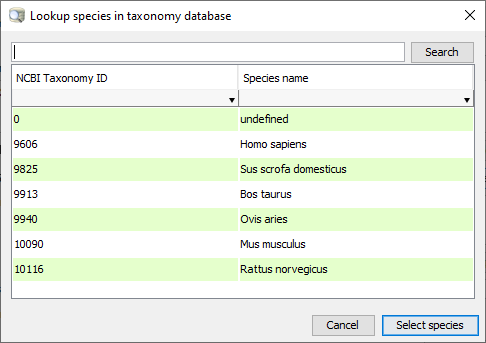 Lookup species in taxonomy database
Search
NCBI Taxonomy ID Species name
0 undefined
9606 Homo sapiens
9825 Sus scrofa domesticus
9913 Bos taurus
9940 Ovis aries
10090 Mus musculus
10116 Rattus norvegicus
Cancel Select species